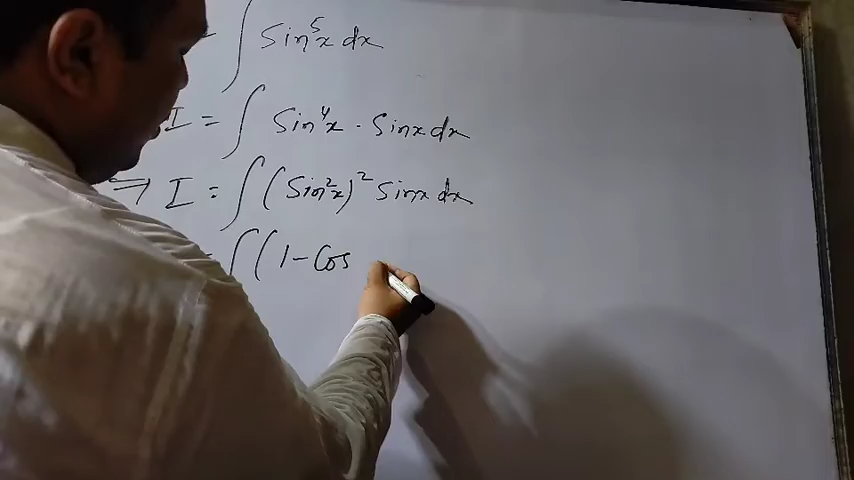 ∫ Sin⁵x dx
I = ∫ Sin⁴x · Sinx dx
⇒ I = ∫ (Sin²x)² Sinx dx
= ∫ ((1 - Cos